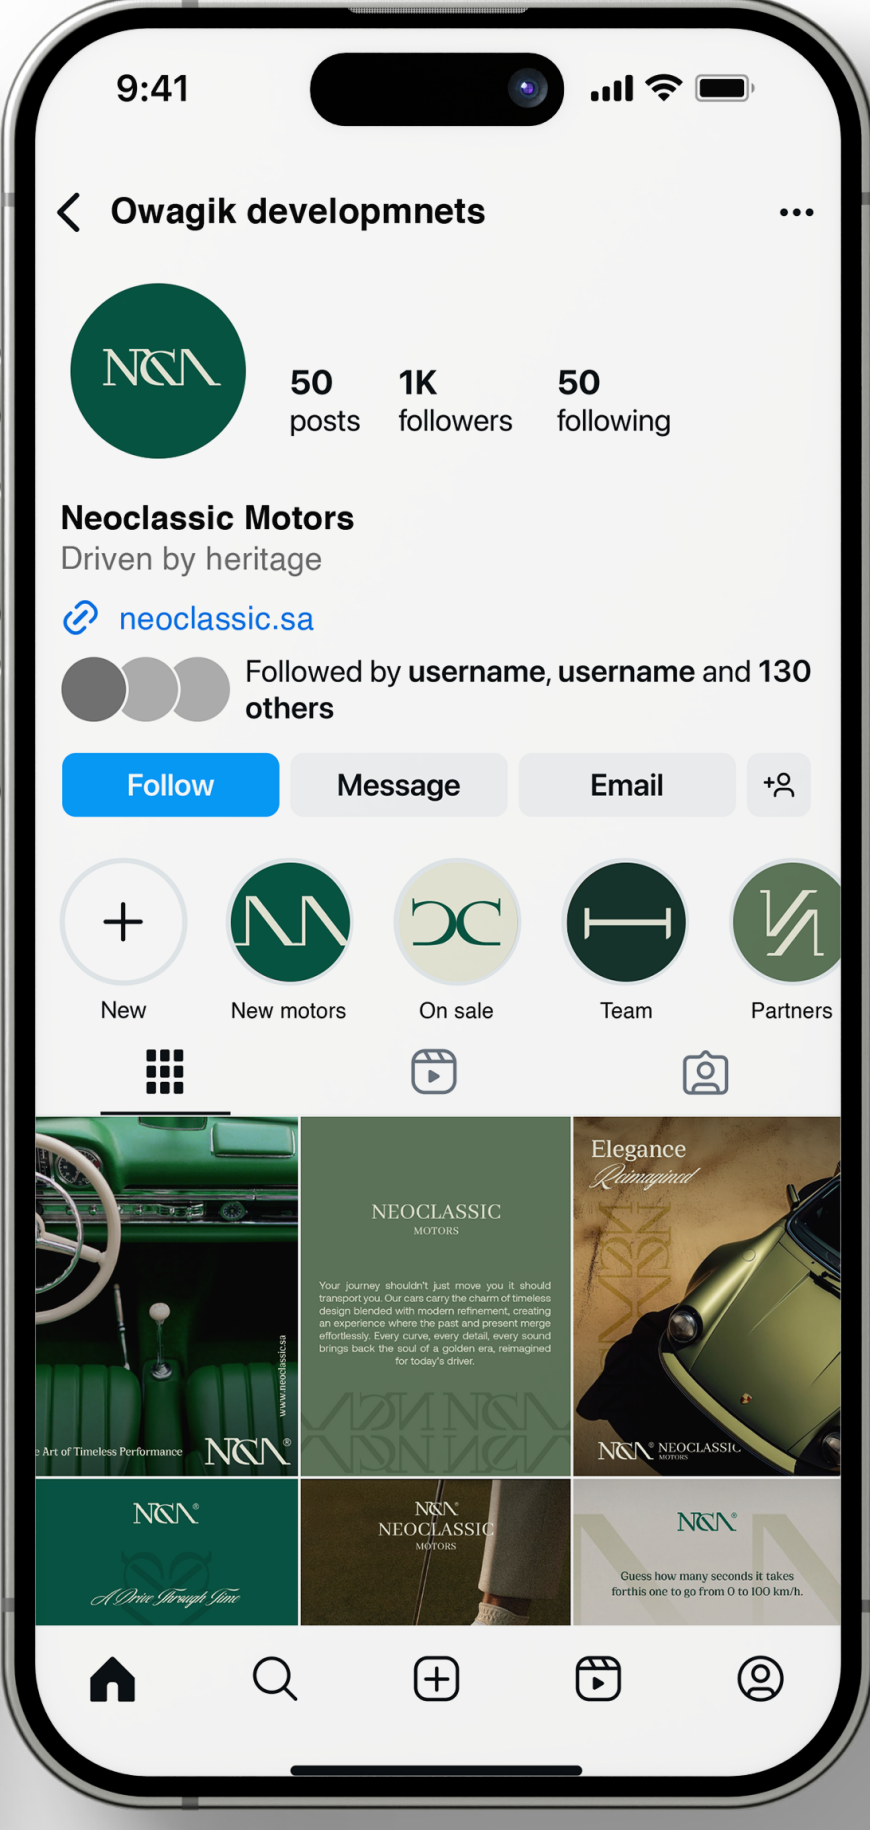 9:41
Owagik developmnets
NCM
50
posts
1K
followers
50
following
Neoclassic Motors
Driven by heritage
neoclassic.sa
Followed by username, username and 130
others
Follow
Message
Email
New
New motors
On sale
Team
Partners
www.neoclassic.sa
e Art of Timeless Performance
NCM®
NEOCLASSIC
MOTORS
Your journey shouldn't just move you it should
transport you. Our cars carry the charm of timeless
design blended with modern refinement, creating
an experience where the past and present merge
effortlessly. Every curve, every detail, every sound
brings back the soul of a golden era, reimagined
for today's driver.
Elegance
Reimagined
NCM® NEOCLASSIC
MOTORS
NCM®
A Drive Through Time
NCM®
NEOCLASSIC
MOTORS
NCM®
Guess how many seconds it takes
forthis one to go from 0 to 100 km/h.